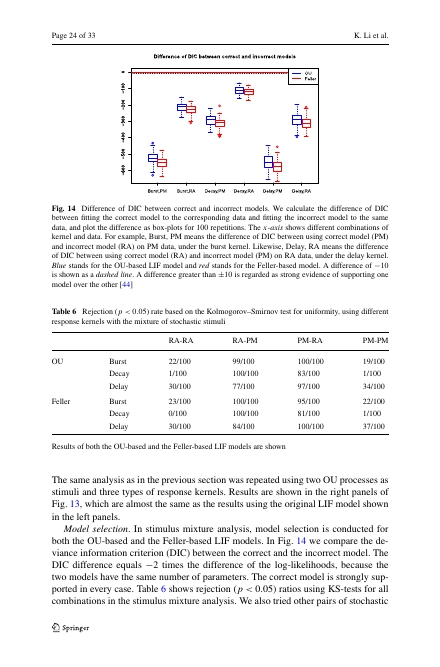 Page 24 of 33
K. Li et al.
Difference of DIC between correct and incorrect models
OU
Feller
Burst,PM
Burst,RA
Decay,PM
Decay,RA
Delay,PM
Delay,RA
Fig. 14 Difference of DIC between correct and incorrect models. We calculate the difference of DIC
between fitting the correct model to the corresponding data and fitting the incorrect model to the same
data, and plot the difference as box-plots for 100 repetitions. The x-axis shows different combinations of
kernel and data. For example, Burst, PM means the difference of DIC using correct model (PM)
and incorrect model (RA) on PM data, under the burst kernel. Likewise, Delay, RA means the difference
of DIC between using correct model (RA) and incorrect model (PM) on RA data, under the delay kernel.
Blue stands for the OU-based LIF model and red stands for the Feller-based model. A difference of −10
is shown as a dashed line. A difference greater than ±10 is regarded as strong evidence of supporting one
model over the other [44]
Table 6 Rejection (p < 0.05) rate based on the Kolmogorov–Smirnov test for uniformity, using different
response kernels with the mixture of stochastic stimuli
RA-RA RA-PM PM-RA PM-PM
OU Burst 22/100 99/100 100/100 19/100
Decay 1/100 100/100 83/100 1/100
Delay 30/100 77/100 97/100 34/100
Feller Burst 23/100 100/100 95/100 22/100
Decay 0/100 100/100 81/100 1/100
Delay 30/100 84/100 100/100 37/100
Results of both the OU-based and the Feller-based LIF models are shown
The same analysis as in the previous section was repeated using two OU processes as
stimuli and three types of response kernels. Results are shown in the right panels of
Fig. 13, which are almost the same as the results using the original LIF model shown
in the left panels.
Model selection. In stimulus mixture analysis, model selection is conducted for
both the OU-based and the Feller-based LIF models. In Fig. 14 we compare the de-
viance information criterion (DIC) between the correct and the incorrect model. The
DIC difference equals −2 times the difference of the log-likelihoods, because the
two models have the same number of parameters. The correct model is strongly sup-
ported in every case. Table 6 shows rejection (p < 0.05) ratios using KS-tests for all
combinations in the stimulus mixture analysis. We also tried other pairs of stochastic
Springer